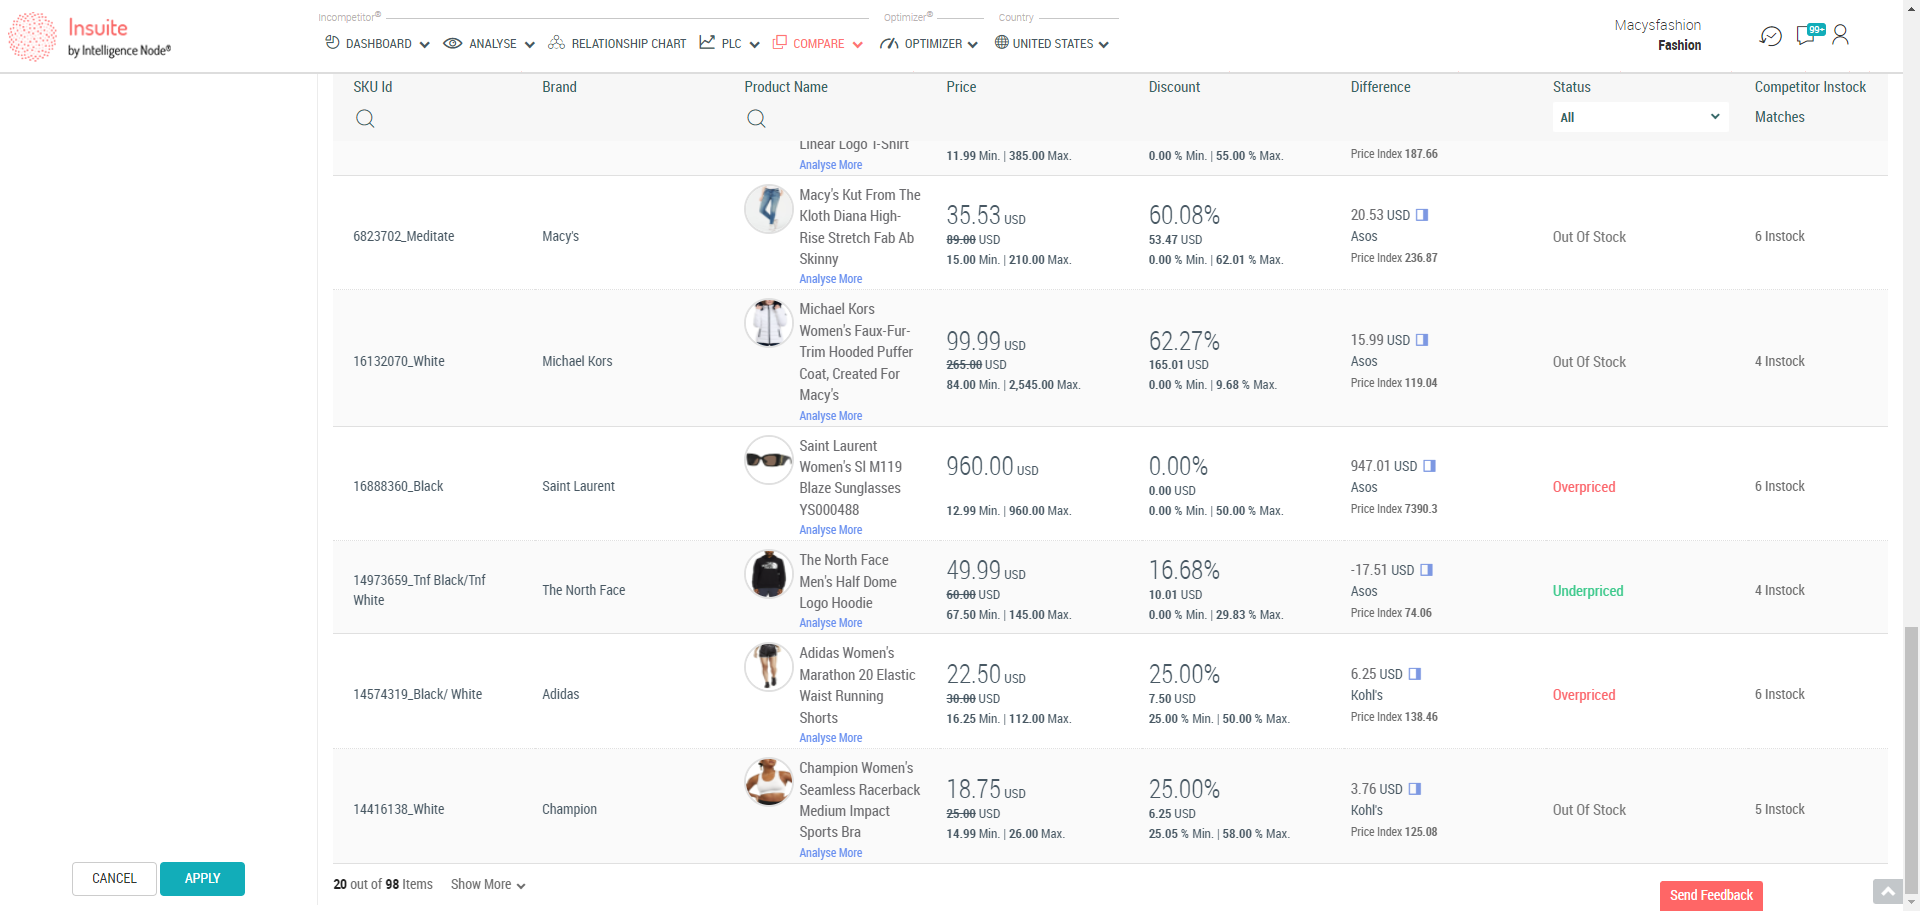 Insuite
by Intelligence Node®
Incompetitor®
Optimizer®
Country
DASHBOARD
ANALYSE
RELATIONSHIP CHART
PLC
COMPARE
OPTIMIZER
UNITED STATES
Macysfashion
Fashion
99+
SKU Id
Brand
Product Name
Price
Discount
Difference
Status
Competitor Instock
Matches
All
Linear Logo T-Shirt
Analyse More
11.99 Min. | 385.00 Max.
0.00 % Min. | 55.00 % Max.
Price Index 187.66
6823702_Meditate
Macy's
Macy's Kut From The
Kloth Diana High-
Rise Stretch Fab Ab
Skinny
Analyse More
35.53 USD
89.00 USD
15.00 Min. | 210.00 Max.
60.08%
53.47 USD
0.00 % Min. | 62.01 % Max.
20.53 USD
Asos
Price Index 236.87
Out Of Stock
6 Instock
16132070_White
Michael Kors
Michael Kors
Women's Faux-Fur-
Trim Hooded Puffer
Coat, Created For
Macy's
Analyse More
99.99 USD
265.00 USD
84.00 Min. | 2,545.00 Max.
62.27%
165.01 USD
0.00 % Min. | 9.68 % Max.
15.99 USD
Asos
Price Index 119.04
Out Of Stock
4 Instock
16888360_Black
Saint Laurent
Saint Laurent
Women's Sl M119
Blaze Sunglasses
YS000488
Analyse More
960.00 USD
12.99 Min. | 960.00 Max.
0.00%
0.00 USD
0.00 % Min. | 50.00 % Max.
947.01 USD
Asos
Price Index 7390.3
Overpriced
6 Instock
14973659_Tnf Black/Tnf
White
The North Face
The North Face
Men's Half Dome
Logo Hoodie
Analyse More
49.99 USD
60.00 USD
67.50 Min. | 145.00 Max.
16.68%
10.01 USD
0.00 % Min. | 29.83 % Max.
-17.51 USD
Asos
Price Index 74.06
Underpriced
4 Instock
14574319_Black/ White
Adidas
Adidas Women's
Marathon 20 Elastic
Waist Running
Shorts
Analyse More
22.50 USD
30.00 USD
16.25 Min. | 112.00 Max.
25.00%
7.50 USD
25.00 % Min. | 50.00 % Max.
6.25 USD
Kohl's
Price Index 138.46
Overpriced
6 Instock
14416138_White
Champion
Champion Women's
Seamless Racerback
Medium Impact
Sports Bra
Analyse More
18.75 USD
25.00 USD
14.99 Min. | 26.00 Max.
25.00%
6.25 USD
25.05 % Min. | 58.00 % Max.
3.76 USD
Kohl's
Price Index 125.08
Out Of Stock
5 Instock
CANCEL
APPLY
20 out of 98 Items
Show More
Send Feedback